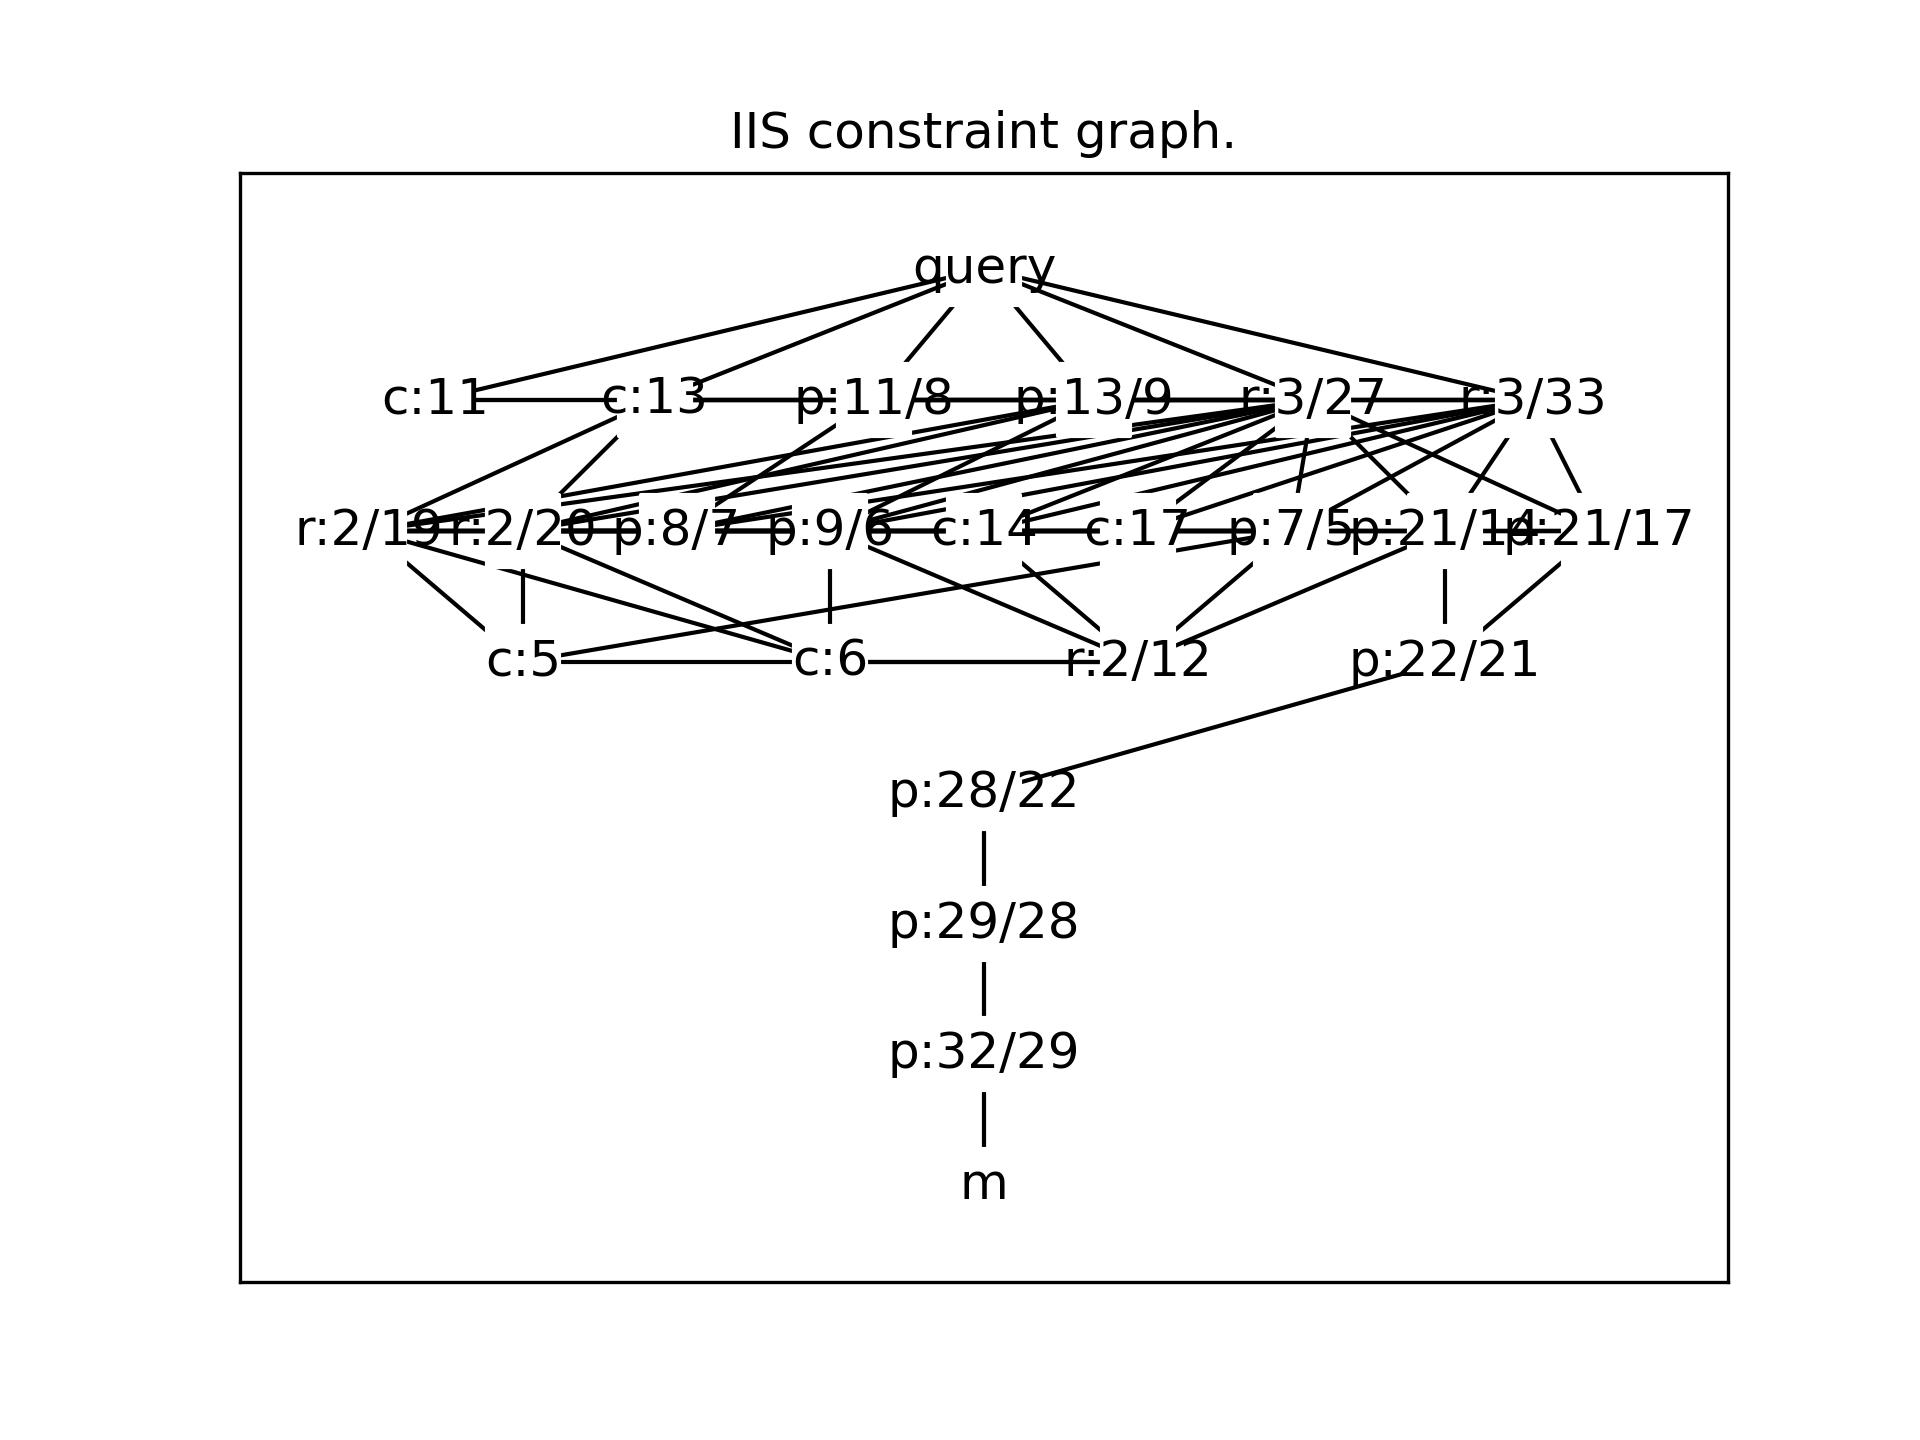 IIS constraint graph.
query
c:11 c:13 p:11/8 p:13/9 r:3/27 r:3/33
r:2/19 r:2/20 p:8/7 p:9/6 c:14 c:17 p:7/5 p:21/14 p:21/17
c:5 c:6 r:2/12 p:22/21
p:28/22
p:29/28
p:32/29
m